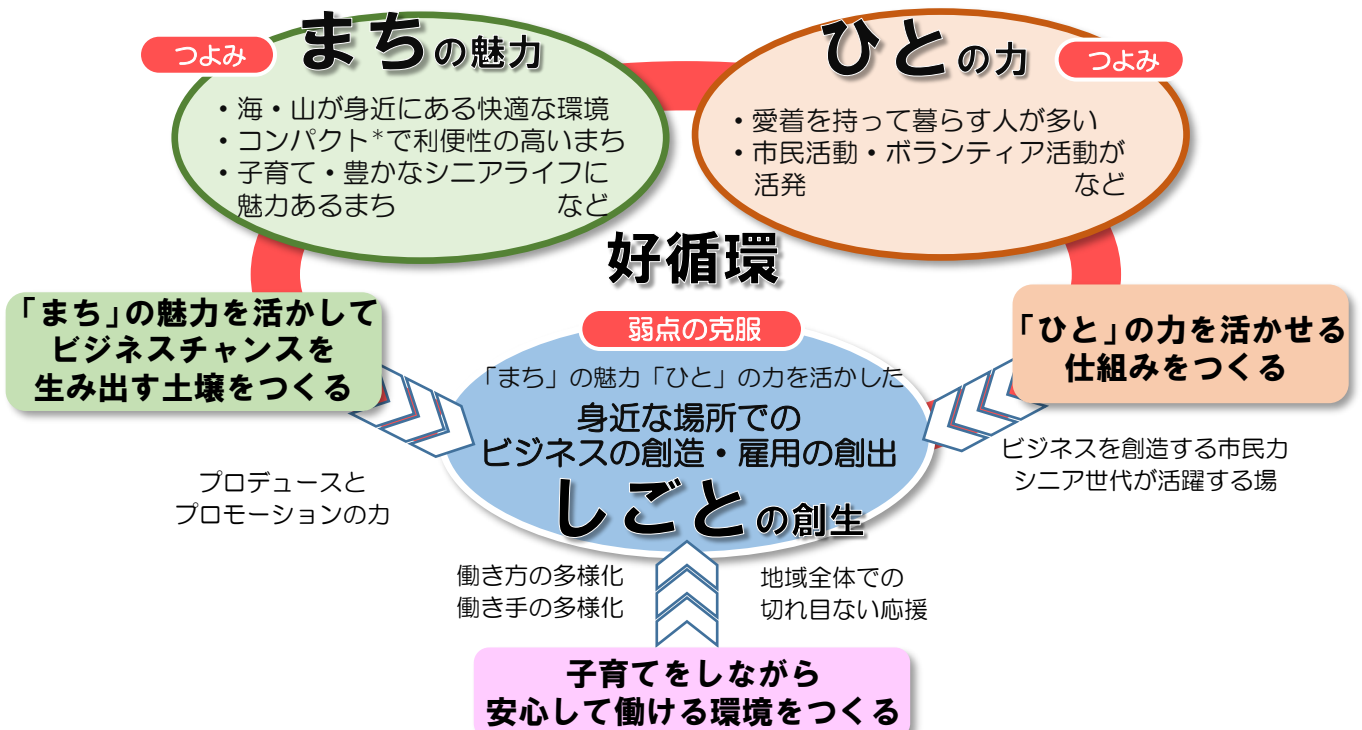 つよみ
まちの魅力
・海・山が身近にある快適な環境
・コンパクト*で利便性の高いまち
・子育て・豊かなシニアライフに
魅力あるまち など
ひとの力
つよみ
・愛着を持って暮らす人が多い
・市民活動・ボランティア活動が
活発 など
好循環
「まち」の魅力を活かして
ビジネスチャンスを
生み出す土壌をつくる
弱点の克服
「まち」の魅力「ひと」の力を活かした
身近な場所での
ビジネスの創造・雇用の創出
しごとの創生
「ひと」の力を活かせる
仕組みをつくる
プロデュースと
プロモーションの力
ビジネスを創造する市民力
シニア世代が活躍する場
働き方の多様化
働き手の多様化
地域全体での
切れ目ない応援
子育てをしながら
安心して働ける環境をつくる